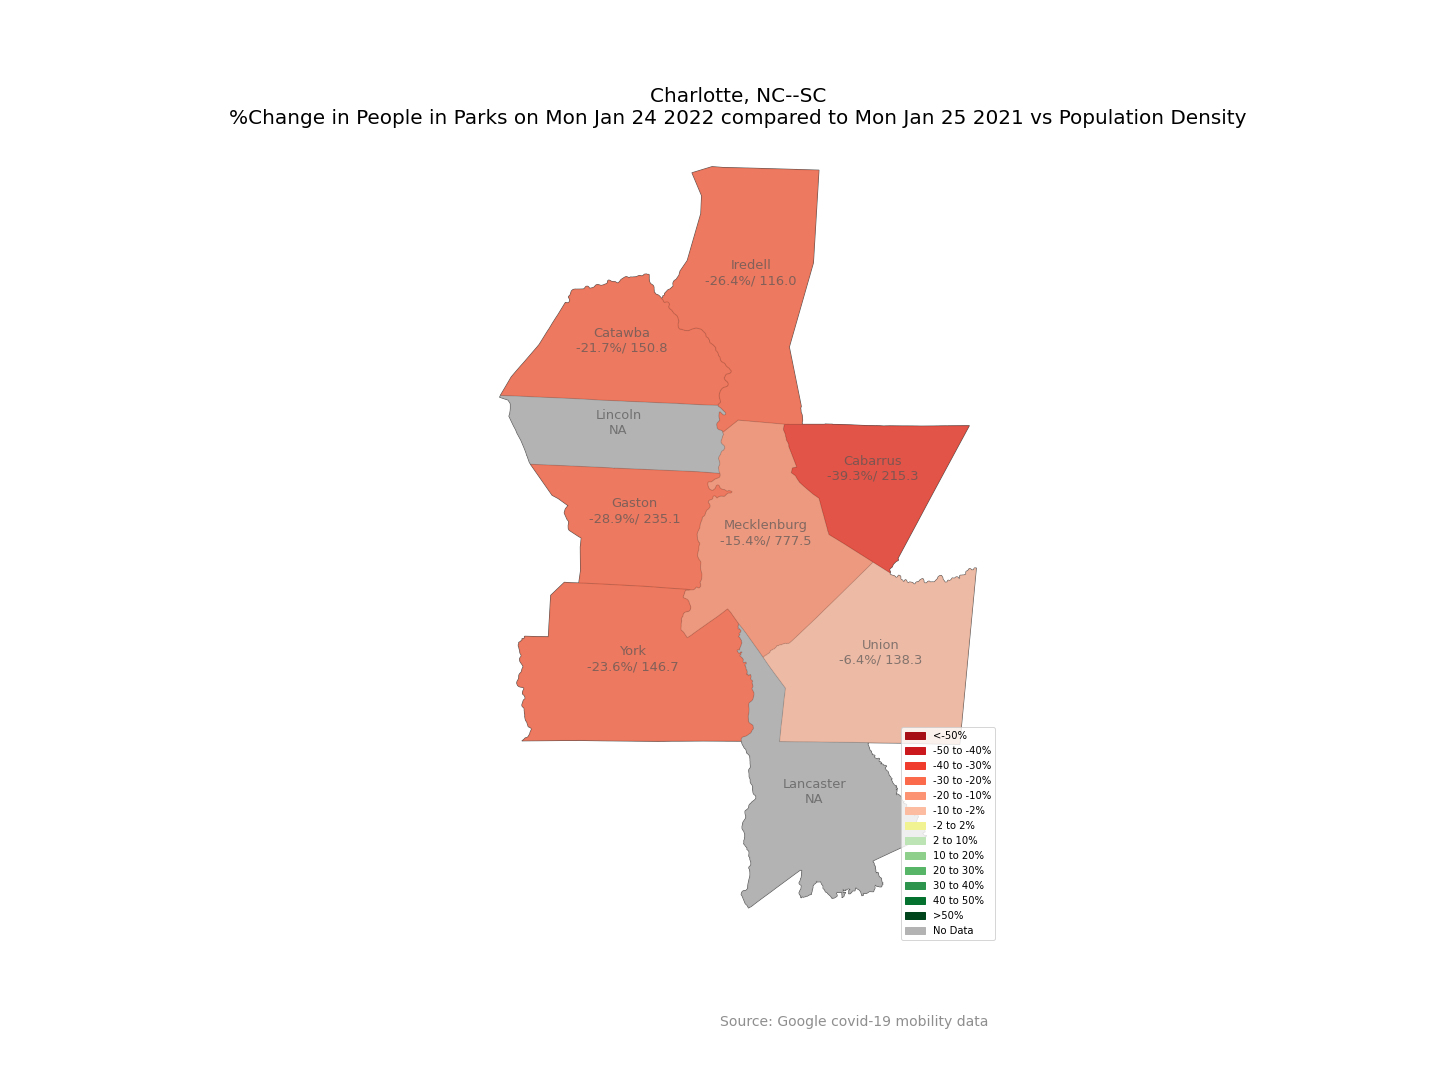 Charlotte, NC--SC
%Change in People in Parks on Mon Jan 24 2022 compared to Mon Jan 25 2021 vs Population Density
Iredell
-26.4%/ 116.0
Catawba
-21.7%/ 150.8
Lincoln
NA
Cabarrus
-39.3%/ 215.3
Gaston
-28.9%/ 235.1
Mecklenburg
-15.4%/ 777.5
York
-23.6%/ 146.7
Union
-6.4%/ 138.3
Lancaster
NA
<-50%
-50 to -40%
-40 to -30%
-30 to -20%
-20 to -10%
-10 to -2%
-2 to 2%
2 to 10%
10 to 20%
20 to 30%
30 to 40%
40 to 50%
>50%
No Data
Source: Google covid-19 mobility data